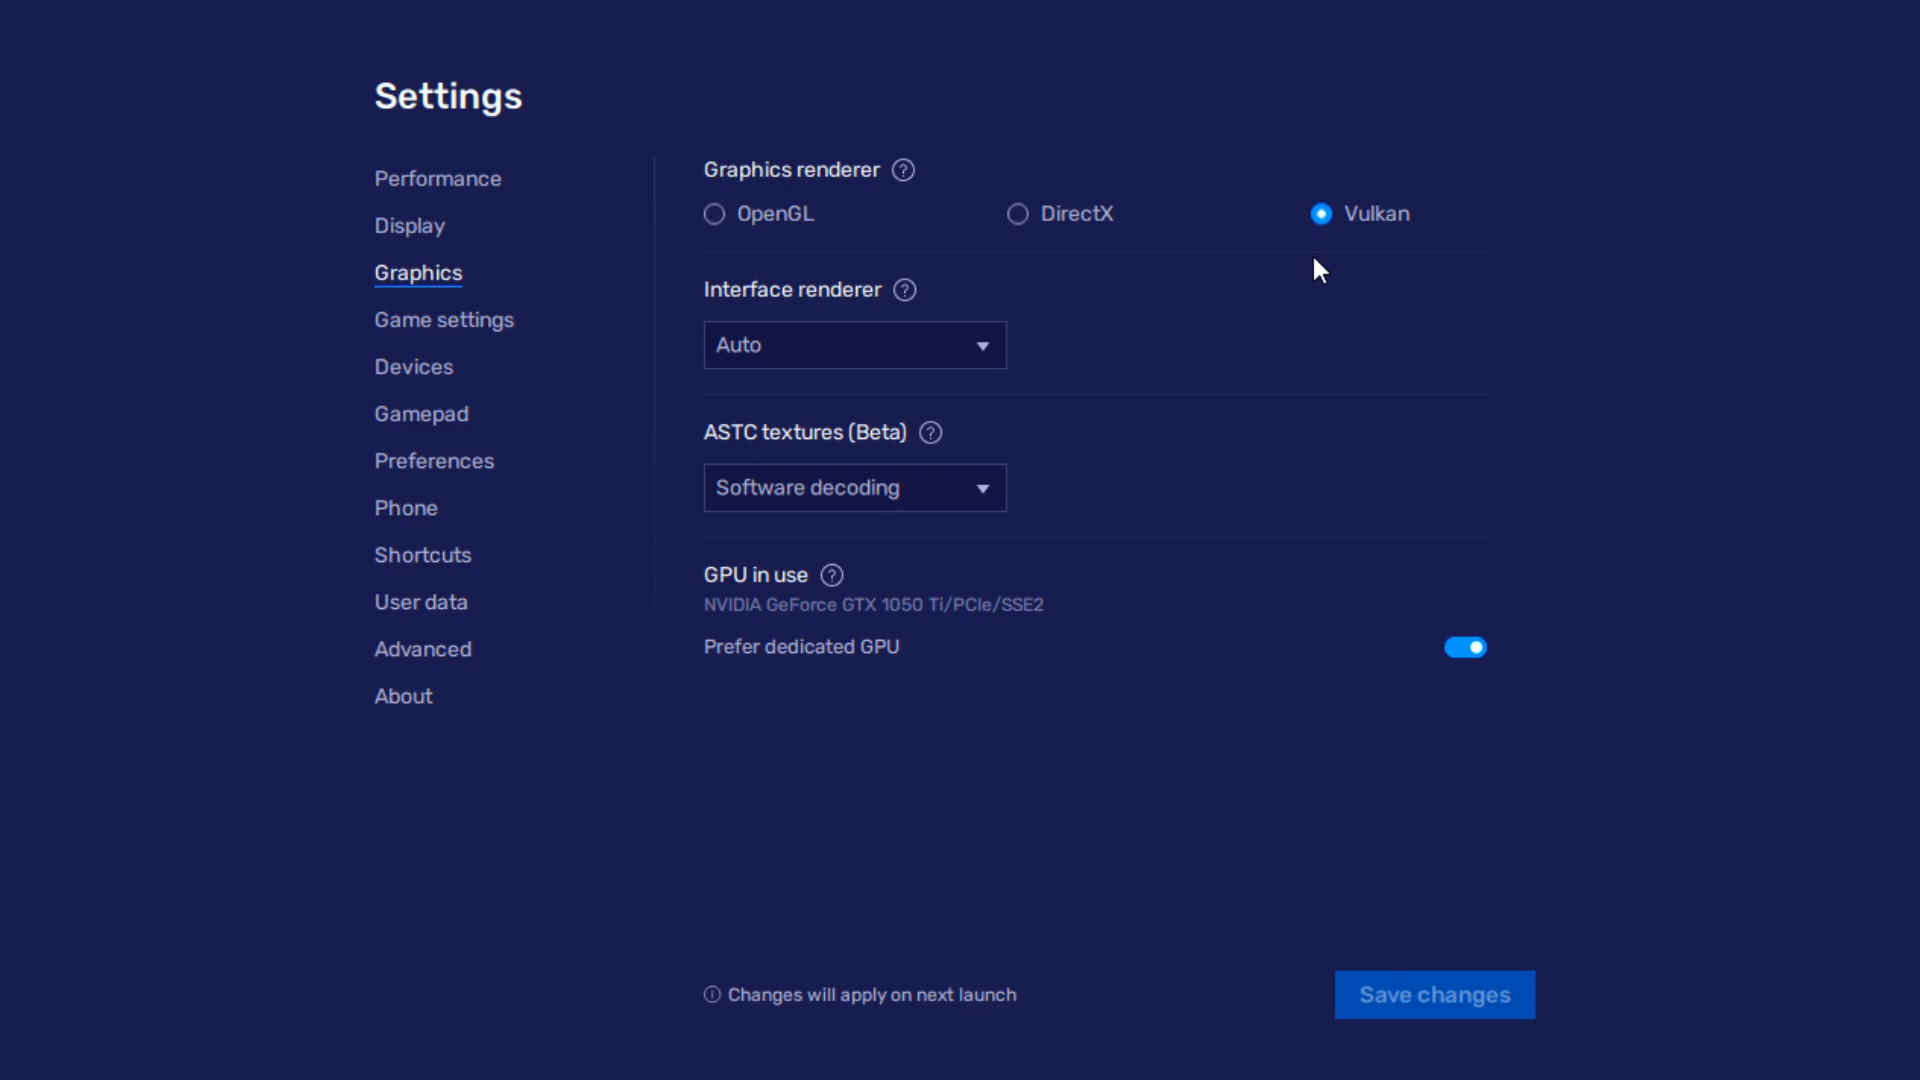 Settings
Performance
Display
Graphics
Game settings
Devices
Gamepad
Preferences
Phone
Shortcuts
User data
Advanced
About
Graphics renderer ?
OpenGL DirectX Vulkan
Interface renderer ?
Auto
ASTC textures (Beta) ?
Software decoding
GPU in use ?
NVIDIA GeForce GTX 1050 Ti/PCIe/SSE2
Prefer dedicated GPU
Changes will apply on next launch
Save changes